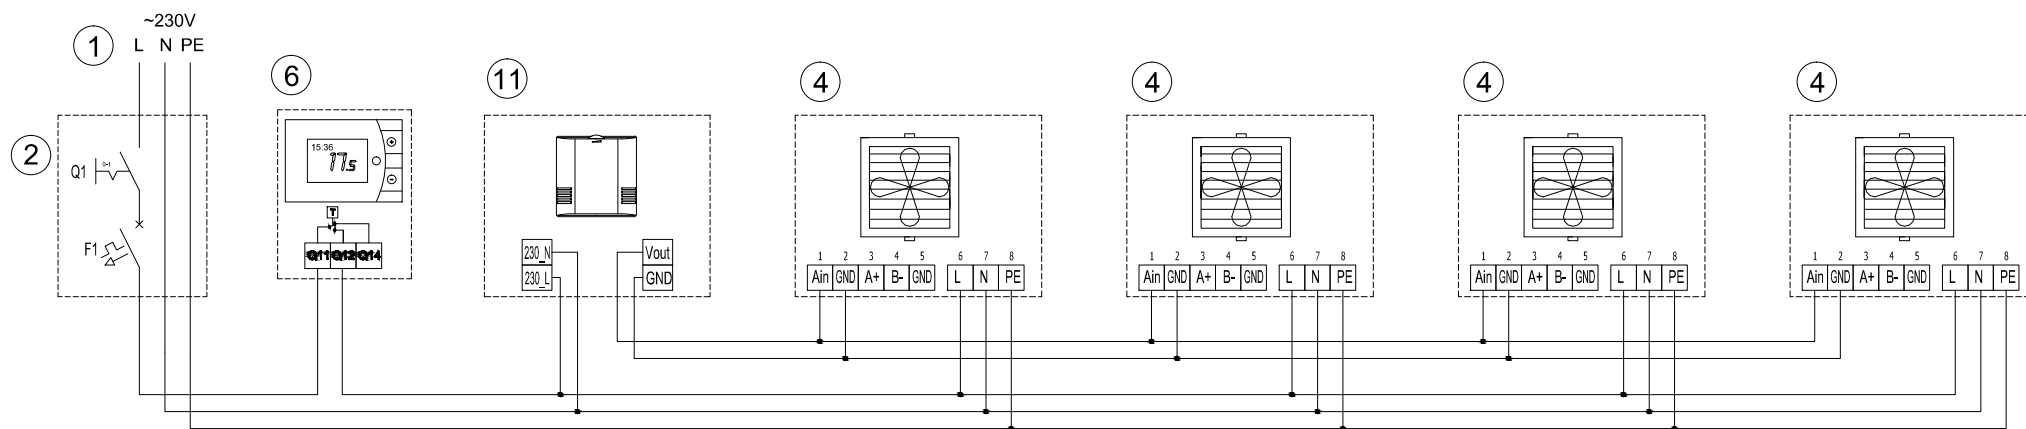 ~230V
1 L N PE
6
11
4 4 4 4
2
Q1 0-1
15:36
17.5
T
F1
Q11 Q12 Q14
230_N
230_L
Vout
GND
1 2 3 4 5 6 7 8
Ain GND A+ B- GND L N PE
1 2 3 4 5 6 7 8
Ain GND A+ B- GND L N PE
1 2 3 4 5 6 7 8
Ain GND A+ B- GND L N PE
1 2 3 4 5 6 7 8
Ain GND A+ B- GND L N PE